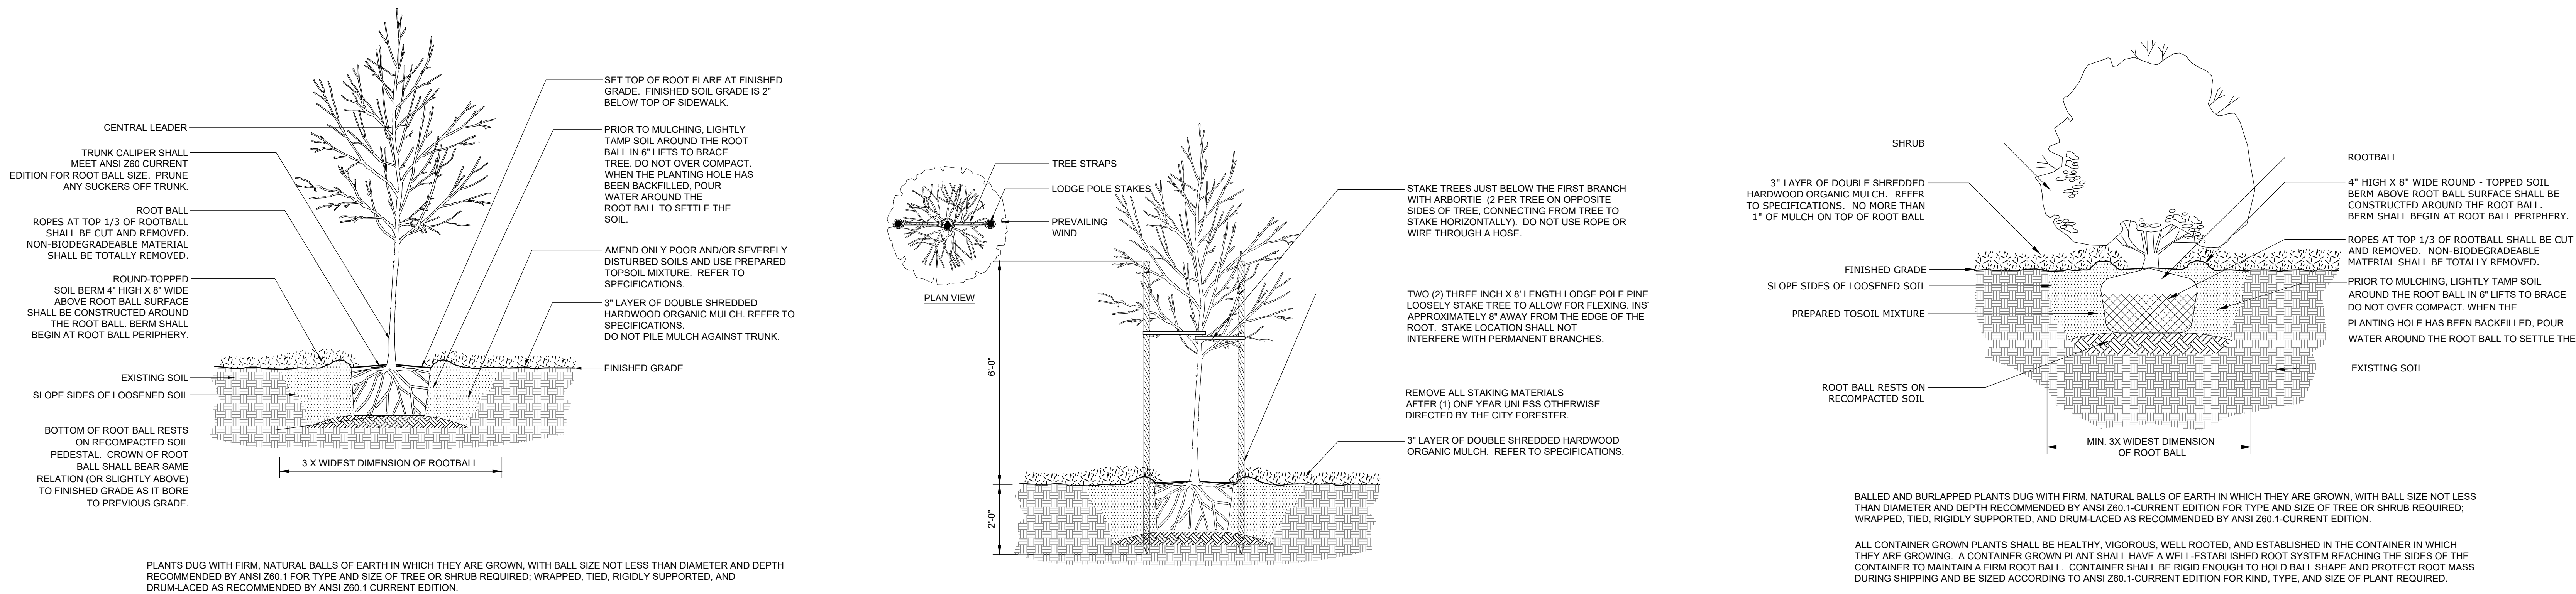 CENTRAL LEADER
TRUNK CALIPER SHALL
MEET ANSI Z60 CURRENT
EDITION FOR ROOT BALL SIZE.  PRUNE
ANY SUCKERS OFF TRUNK.
ROOT BALL
ROPES AT TOP 1/3 OF ROOTBALL
SHALL BE CUT AND REMOVED.
NON-BIODEGRADEABLE MATERIAL
SHALL BE TOTALLY REMOVED.
ROUND-TOPPED
SOIL BERM 4" HIGH X 8" WIDE
ABOVE ROOT BALL SURFACE
SHALL BE CONSTRUCTED AROUND
THE ROOT BALL. BERM SHALL
BEGIN AT ROOT BALL PERIPHERY.
EXISTING SOIL
SLOPE SIDES OF LOOSENED SOIL
BOTTOM OF ROOT BALL RESTS
ON RECOMPACTED SOIL
PEDESTAL.  CROWN OF ROOT
BALL SHALL BEAR SAME
RELATION (OR SLIGHTLY ABOVE)
TO FINISHED GRADE AS IT BORE
TO PREVIOUS GRADE.
SET TOP OF ROOT FLARE AT FINISHED
GRADE.  FINISHED SOIL GRADE IS 2"
BELOW TOP OF SIDEWALK.
PRIOR TO MULCHING, LIGHTLY
TAMP SOIL AROUND THE ROOT
BALL IN 6" LIFTS TO BRACE
TREE. DO NOT OVER COMPACT.
WHEN THE PLANTING HOLE HAS
BEEN BACKFILLED, POUR
WATER AROUND THE
ROOT BALL TO SETTLE THE
SOIL.
AMEND ONLY POOR AND/OR SEVERELY
DISTURBED SOILS AND USE PREPARED
TOPSOIL MIXTURE.  REFER TO
SPECIFICATIONS.
3" LAYER OF DOUBLE SHREDDED
HARDWOOD ORGANIC MULCH. REFER TO
SPECIFICATIONS.
DO NOT PILE MULCH AGAINST TRUNK.
FINISHED GRADE
3 X WIDEST DIMENSION OF ROOTBALL
PLANTS DUG WITH FIRM, NATURAL BALLS OF EARTH IN WHICH THEY ARE GROWN, WITH BALL SIZE NOT LESS THAN DIAMETER AND DEPTH
RECOMMENDED BY ANSI Z60.1 FOR TYPE AND SIZE OF TREE OR SHRUB REQUIRED; WRAPPED, TIED, RIGIDLY SUPPORTED, AND
DRUM-LACED AS RECOMMENDED BY ANSI Z60.1 CURRENT EDITION.
TREE STRAPS
LODGE POLE STAKES
PREVAILING
WIND
PLAN VIEW
6'-0"
2'-0"
STAKE TREES JUST BELOW THE FIRST BRANCH
WITH ARBORTIE  (2 PER TREE ON OPPOSITE
SIDES OF TREE, CONNECTING FROM TREE TO
STAKE HORIZONTALLY).  DO NOT USE ROPE OR
WIRE THROUGH A HOSE.
TWO (2) THREE INCH X 8' LENGTH LODGE POLE PINE
LOOSELY STAKE TREE TO ALLOW FOR FLEXING. INS
APPROXIMATELY 8" AWAY FROM THE EDGE OF THE
ROOT.  STAKE LOCATION SHALL NOT
INTERFERE WITH PERMANENT BRANCHES.
REMOVE ALL STAKING MATERIALS
AFTER (1) ONE YEAR UNLESS OTHERWISE
DIRECTED BY THE CITY FORESTER.
3" LAYER OF DOUBLE SHREDDED HARDWOOD
ORGANIC MULCH.  REFER TO SPECIFICATIONS.
SHRUB
3" LAYER OF DOUBLE SHREDDED
HARDWOOD ORGANIC MULCH.  REFER
TO SPECIFICATIONS.  NO MORE THAN
1" OF MULCH ON TOP OF ROOT BALL
FINISHED GRADE
SLOPE SIDES OF LOOSENED SOIL
PREPARED TOSOIL MIXTURE
ROOT BALL RESTS ON
RECOMPACTED SOIL
ROOTBALL
4" HIGH X 8" WIDE ROUND - TOPPED SOIL
BERM ABOVE ROOT BALL SURFACE SHALL BE
CONSTRUCTED AROUND THE ROOT BALL.
BERM SHALL BEGIN AT ROOT BALL PERIPHERY.
ROPES AT TOP 1/3 OF ROOTBALL SHALL BE CUT
AND REMOVED.  NON-BIODEGRADEABLE
MATERIAL SHALL BE TOTALLY REMOVED.
PRIOR TO MULCHING, LIGHTLY TAMP SOIL
AROUND THE ROOT BALL IN 6" LIFTS TO BRACE
DO NOT OVER COMPACT. WHEN THE
PLANTING HOLE HAS BEEN BACKFILLED, POUR
WATER AROUND THE ROOT BALL TO SETTLE THE
EXISTING SOIL
MIN. 3X WIDEST DIMENSION
OF ROOT BALL
BALLED AND BURLAPPED PLANTS DUG WITH FIRM, NATURAL BALLS OF EARTH IN WHICH THEY ARE GROWN, WITH BALL SIZE NOT LESS
THAN DIAMETER AND DEPTH RECOMMENDED BY ANSI Z60.1-CURRENT EDITION FOR TYPE AND SIZE OF TREE OR SHRUB REQUIRED;
WRAPPED, TIED, RIGIDLY SUPPORTED, AND DRUM-LACED AS RECOMMENDED BY ANSI Z60.1-CURRENT EDITION.
ALL CONTAINER GROWN PLANTS SHALL BE HEALTHY, VIGOROUS, WELL ROOTED, AND ESTABLISHED IN THE CONTAINER IN WHICH
THEY ARE GROWING.  A CONTAINER GROWN PLANT SHALL HAVE A WELL-ESTABLISHED ROOT SYSTEM REACHING THE SIDES OF THE
CONTAINER TO MAINTAIN A FIRM ROOT BALL.  CONTAINER SHALL BE RIGID ENOUGH TO HOLD BALL SHAPE AND PROTECT ROOT MASS
DURING SHIPPING AND BE SIZED ACCORDING TO ANSI Z60.1-CURRENT EDITION FOR KIND, TYPE, AND SIZE OF PLANT REQUIRED.